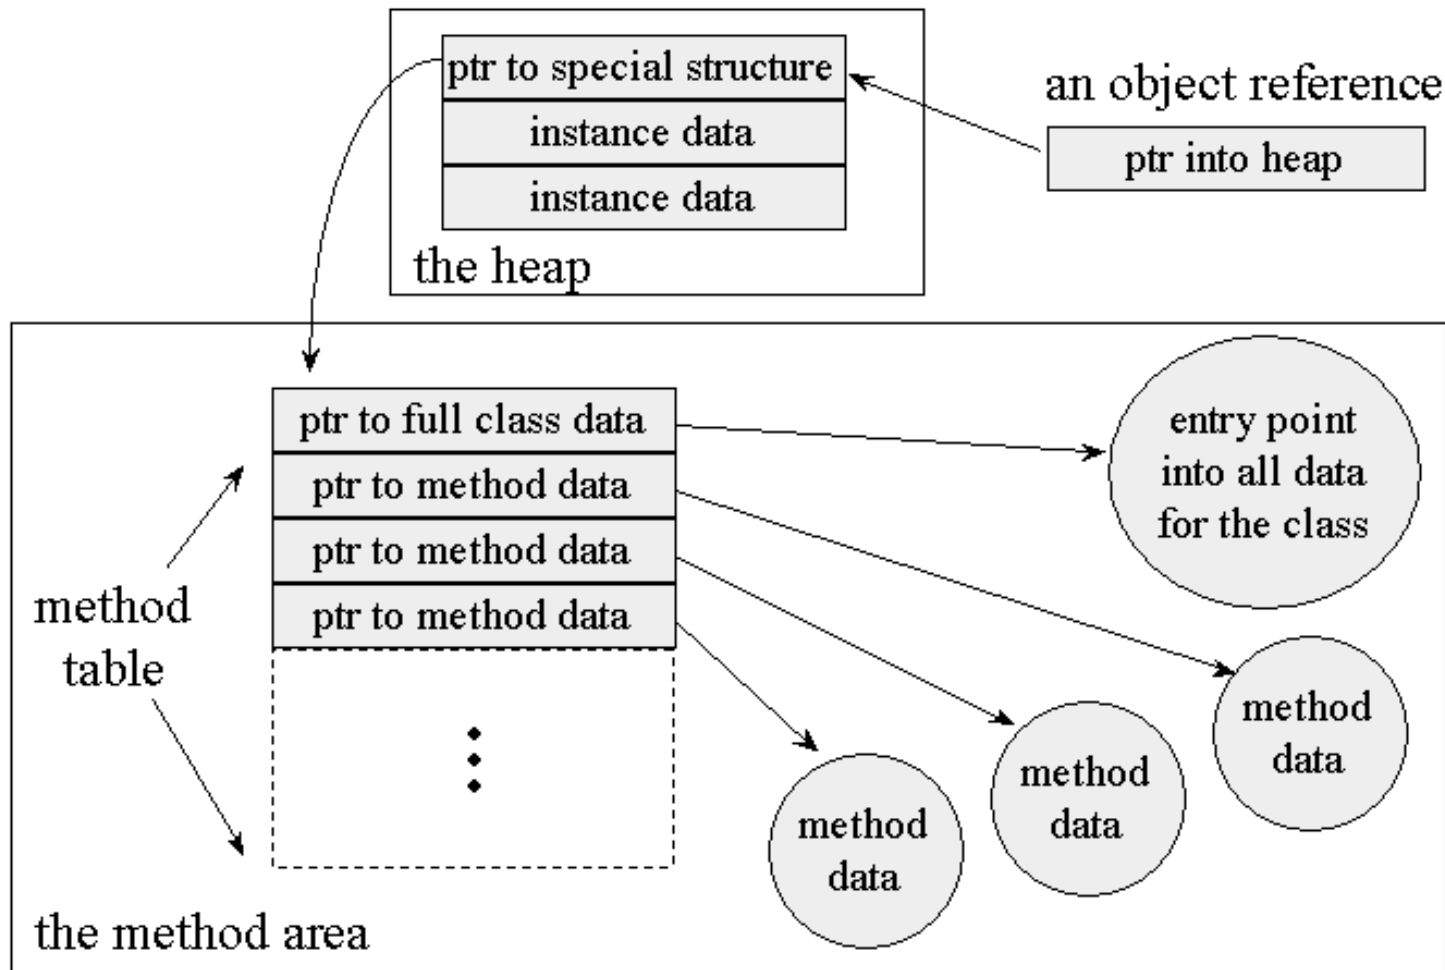 ptr to special structure
instance data
instance data
the heap
an object reference
ptr into heap
ptr to full class data
ptr to method data
ptr to method data
ptr to method data
method
table
entry point
into all data
for the class
method
data
method
data
method
data
the method area